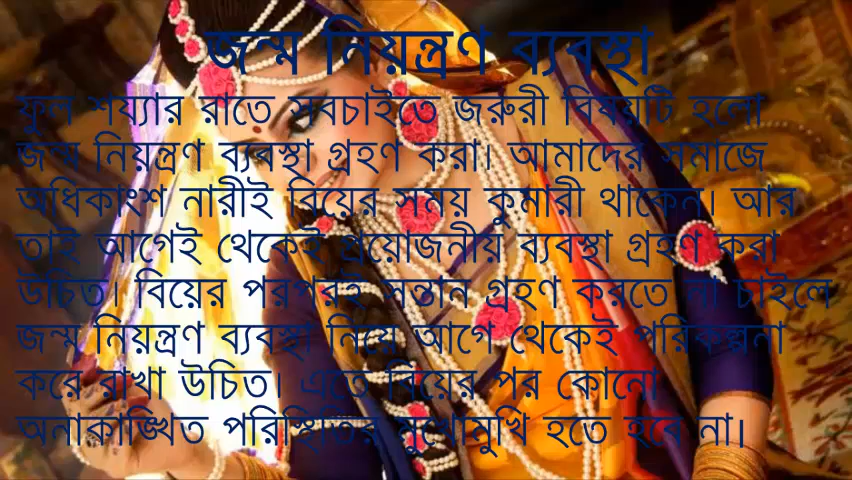 জন্ম নিয়ন্ত্রণ ব্যবস্থা
ফুল শয্যার রাতে সবচাইতে জরুরী বিষয়টি হলো
জন্ম নিয়ন্ত্রণ ব্যবস্থা গ্রহণ করা। আমাদের সমাজে
অধিকাংশ নারীই বিয়ের সময় কুমারী থাকেন। আর
তাই আগেই থেকেই প্রয়োজনীয় ব্যবস্থা গ্রহণ করা
উচিত। বিয়ের পরপরই সন্তান গ্রহণ করতে না চাইলে
জন্ম নিয়ন্ত্রণ ব্যবস্থা নিয়ে আগে থেকেই পরিকল্পনা
করে রাখা উচিত। এতে বিয়ের পর কোনো
অনাকাঙ্খিত পরিস্থিতির মুখোমুখি হতে হবে না।